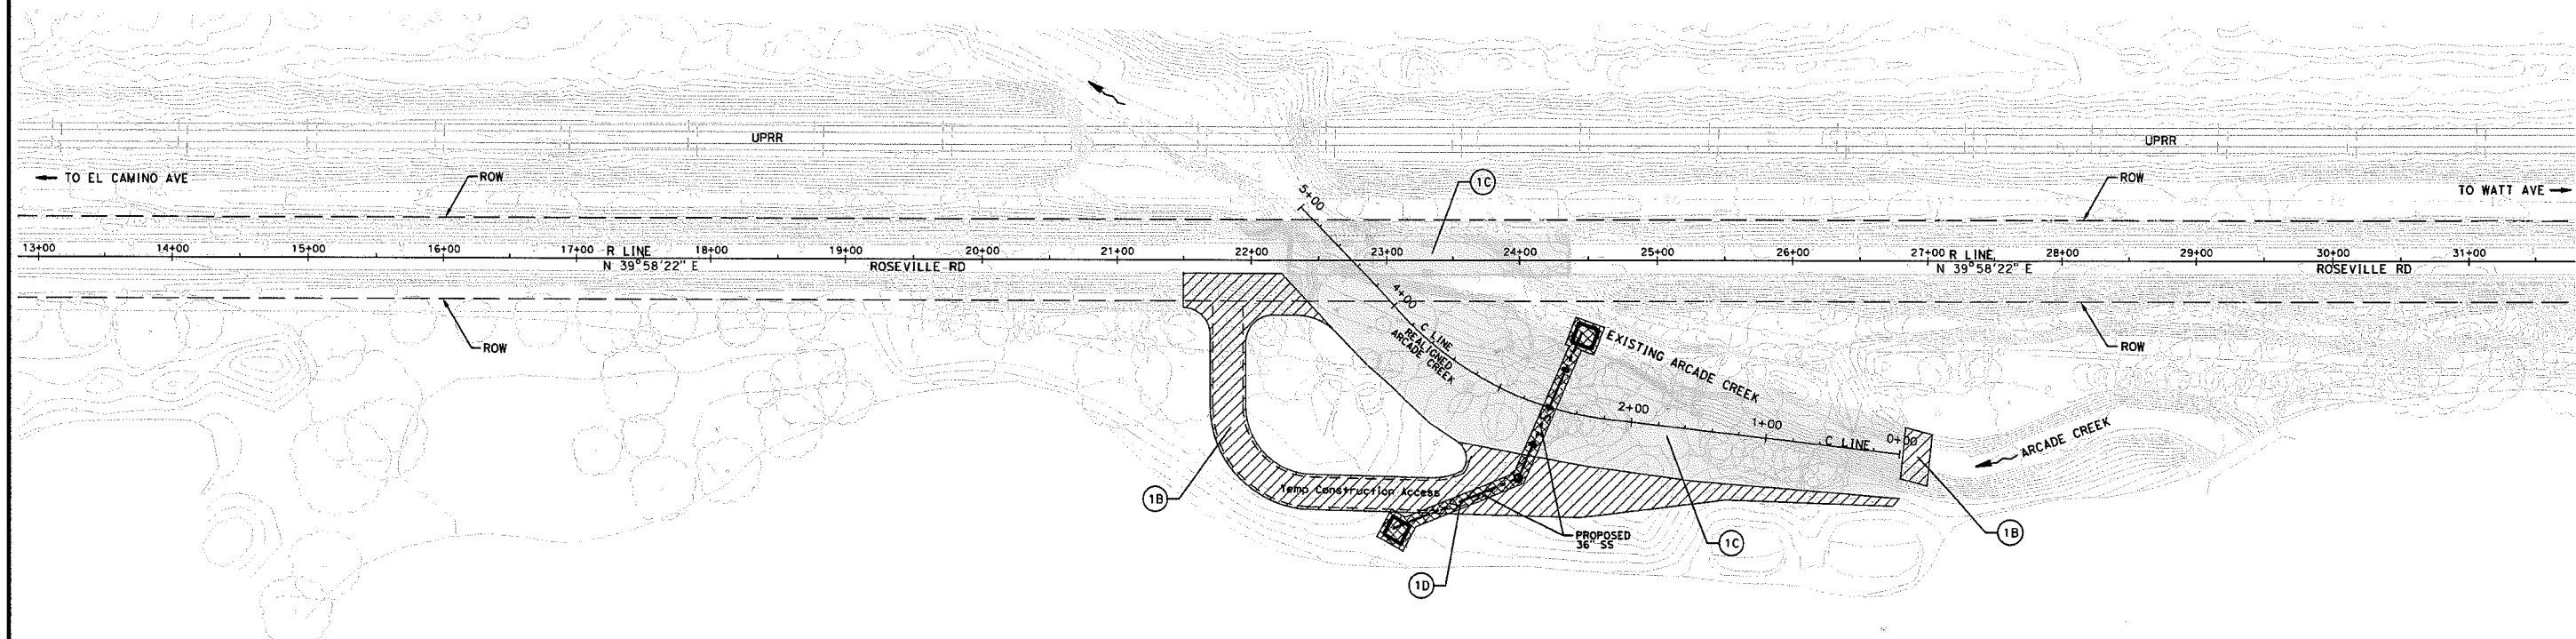 UPRR
UPRR
TO EL CAMINO AVE
ROW
ROW
TO WATT AVE
5+00
1C
13+00
14+00
15+00
16+00
17+00
R LINE
18+00
19+00
20+00
21+00
22+00
23+00
24+00
25+00
26+00
27+00
R LINE
28+00
29+00
30+00
31+00
N 39°58'22" E
ROSEVILLE RD
N 39°58'22" E
ROSEVILLE RD
4+00
C LINE
REALIGNED
ARCADE CREEK
EXISTING ARCADE CREEK
ROW
ROW
2+00
1+00
C LINE
0+00
ARCADE CREEK
Temp Construction Access
1B
PROPOSED
36" SS
1C
1B
1D